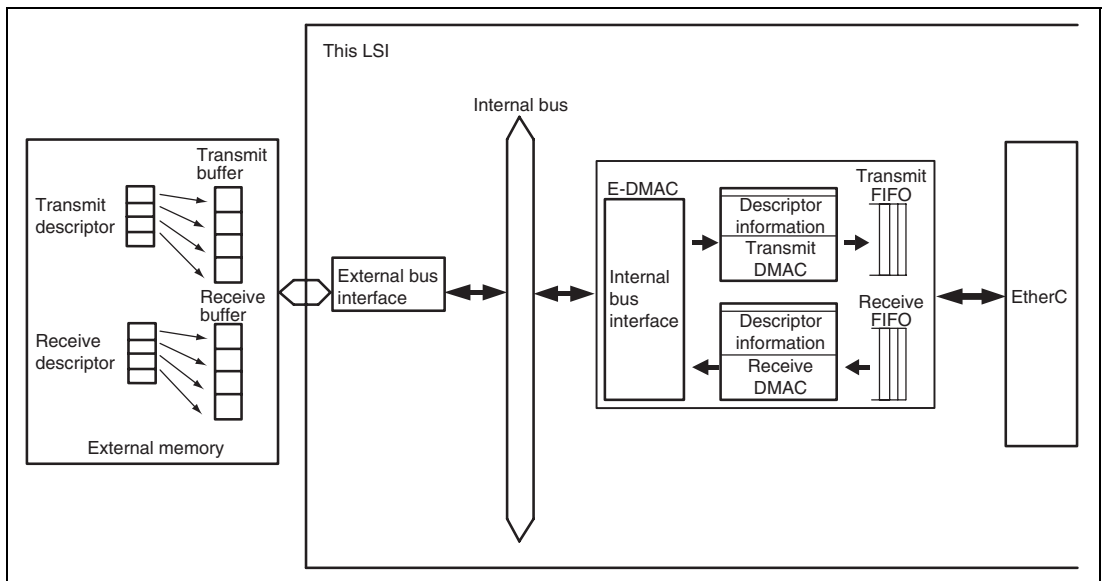 This LSI
Internal bus
Transmit
buffer
Transmit
descriptor
Receive
buffer
Receive
descriptor
External memory
External bus
interface
E-DMAC
Internal
bus
interface
Descriptor
information
Transmit
DMAC
Transmit
FIFO
Descriptor
information
Receive
DMAC
Receive
FIFO
EtherC